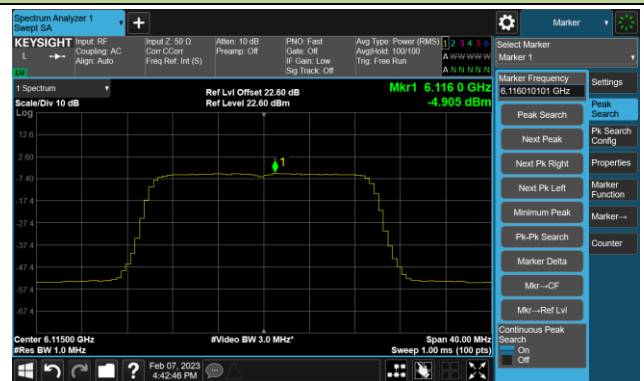 Spectrum Analyzer 1
Swept SA
+
Marker
KEYSIGHT
L
LV
Input: RF
Coupling: AC
Align: Auto
Input Z: 50 Ω
Corr CCorr
Freq Ref: Int (S)
Atten: 10 dB
Preamp: Off
PNO: Fast
Gate: Off
IF Gain: Low
Sig Track: Off
Avg Type: Power (RMS)
Avg|Hold: 100/100
Trig: Free Run
1 2 3 4 5 6
A W W W W W
A N N N N N
Select Marker
Marker 1
1 Spectrum
Scale/Div 10 dB
Log
Ref Lvl Offset 22.60 dB
Ref Level 22.60 dBm
Mkr1 6.116 0 GHz
-4.905 dBm
12.6
2.60
-7.40
-17.4
-27.4
-37.4
-47.4
-57.4
-67.4
1
Center 6.11500 GHz
#Res BW 1.0 MHz
#Video BW 3.0 MHz*
Span 40.00 MHz
Sweep 1.00 ms (100 pts)
Marker Frequency
6.116010101 GHz
Peak Search
Next Peak
Next Pk Right
Next Pk Left
Minimum Peak
Pk-Pk Search
Marker Delta
Mkr→CF
Mkr→Ref Lvl
Continuous Peak
Search
On
Off
Settings
Peak
Search
Pk Search
Config
Properties
Marker
Function
Marker→
Counter
?
Feb 07, 2023
4:42:46 PM